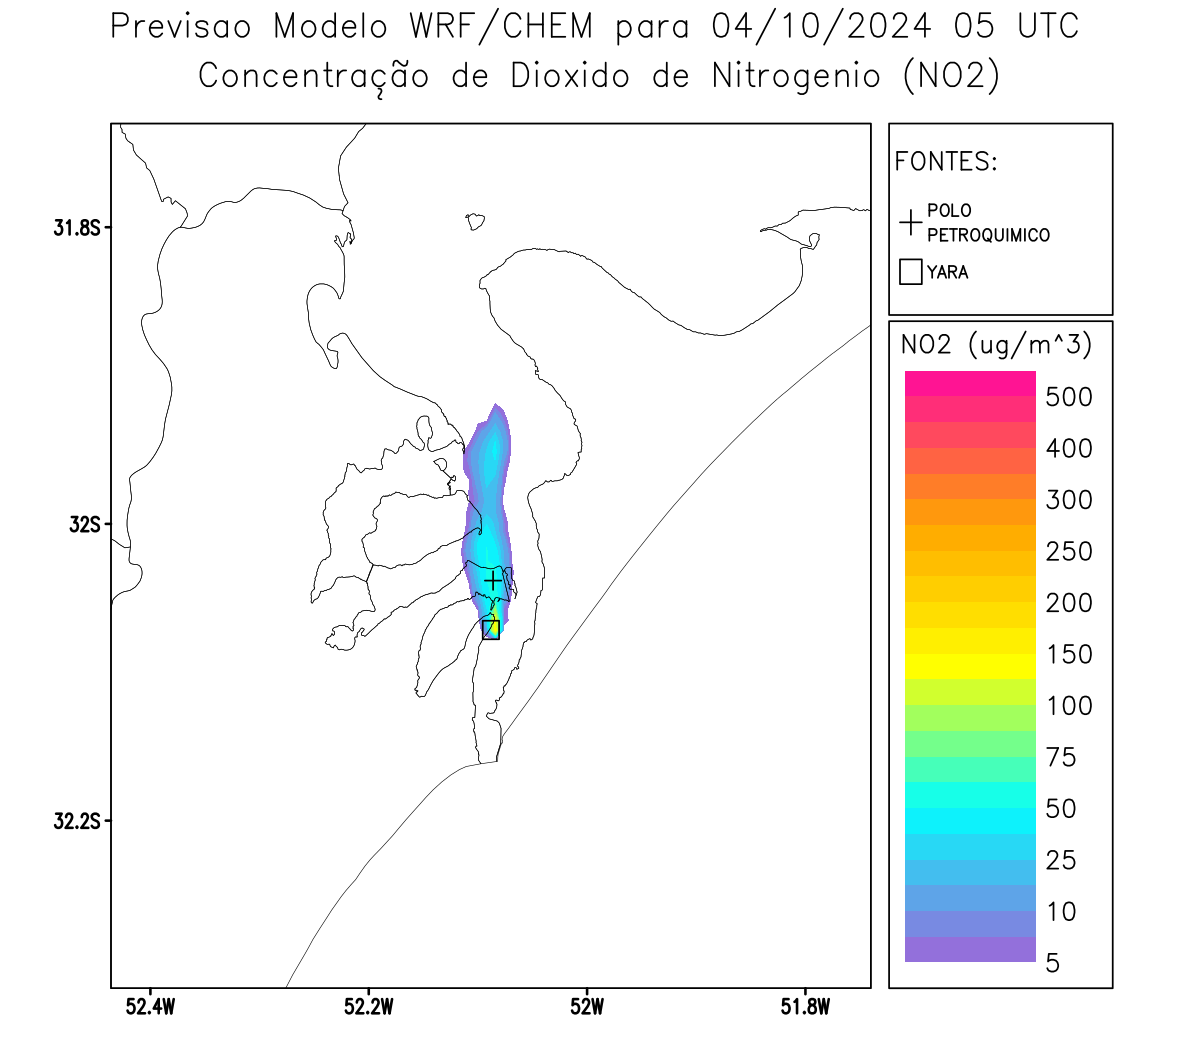 Previsao Modelo WRF/CHEM para 04/10/2024 05 UTC
Concentração de Dioxido de Nitrogenio (NO2)
FONTES:
POLO
PETROQUIMICO
YARA
NO2 (ug/m^3)
500
400
300
250
200
150
100
75
50
25
10
5
31.8S
32S
32.2S
52.4W
52.2W
52W
51.8W